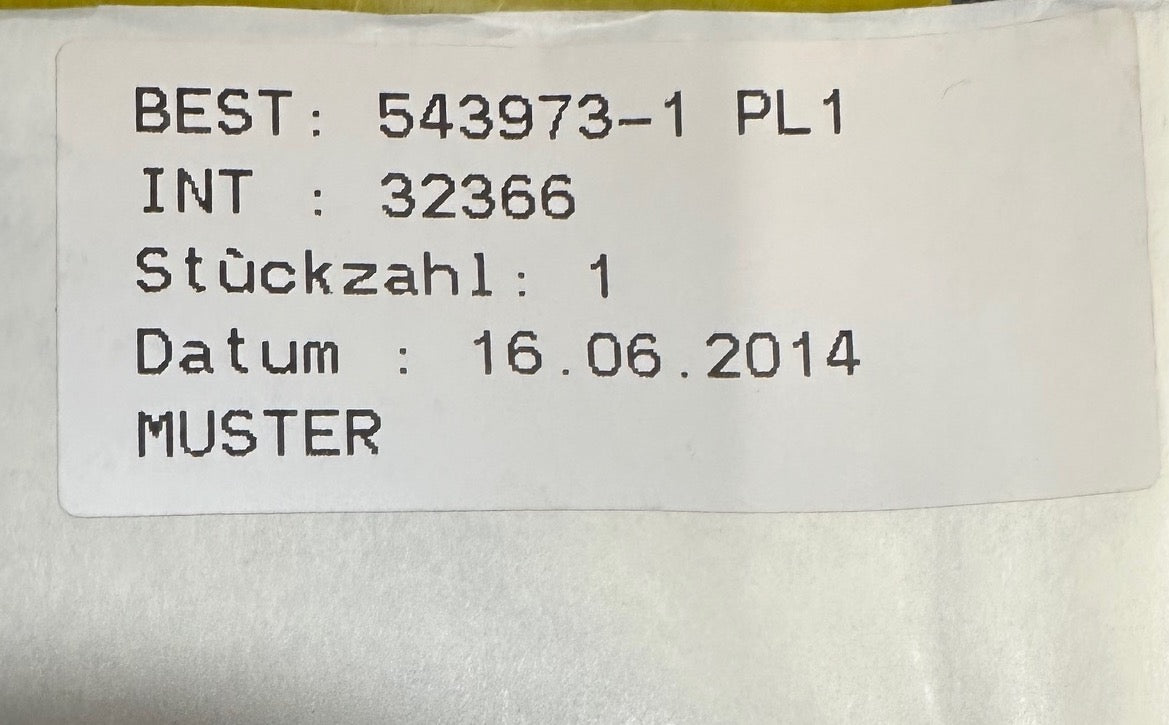 BEST: 543973-1 PL1
INT : 32366
Stückzahl: 1
Datum : 16.06.2014
MUSTER